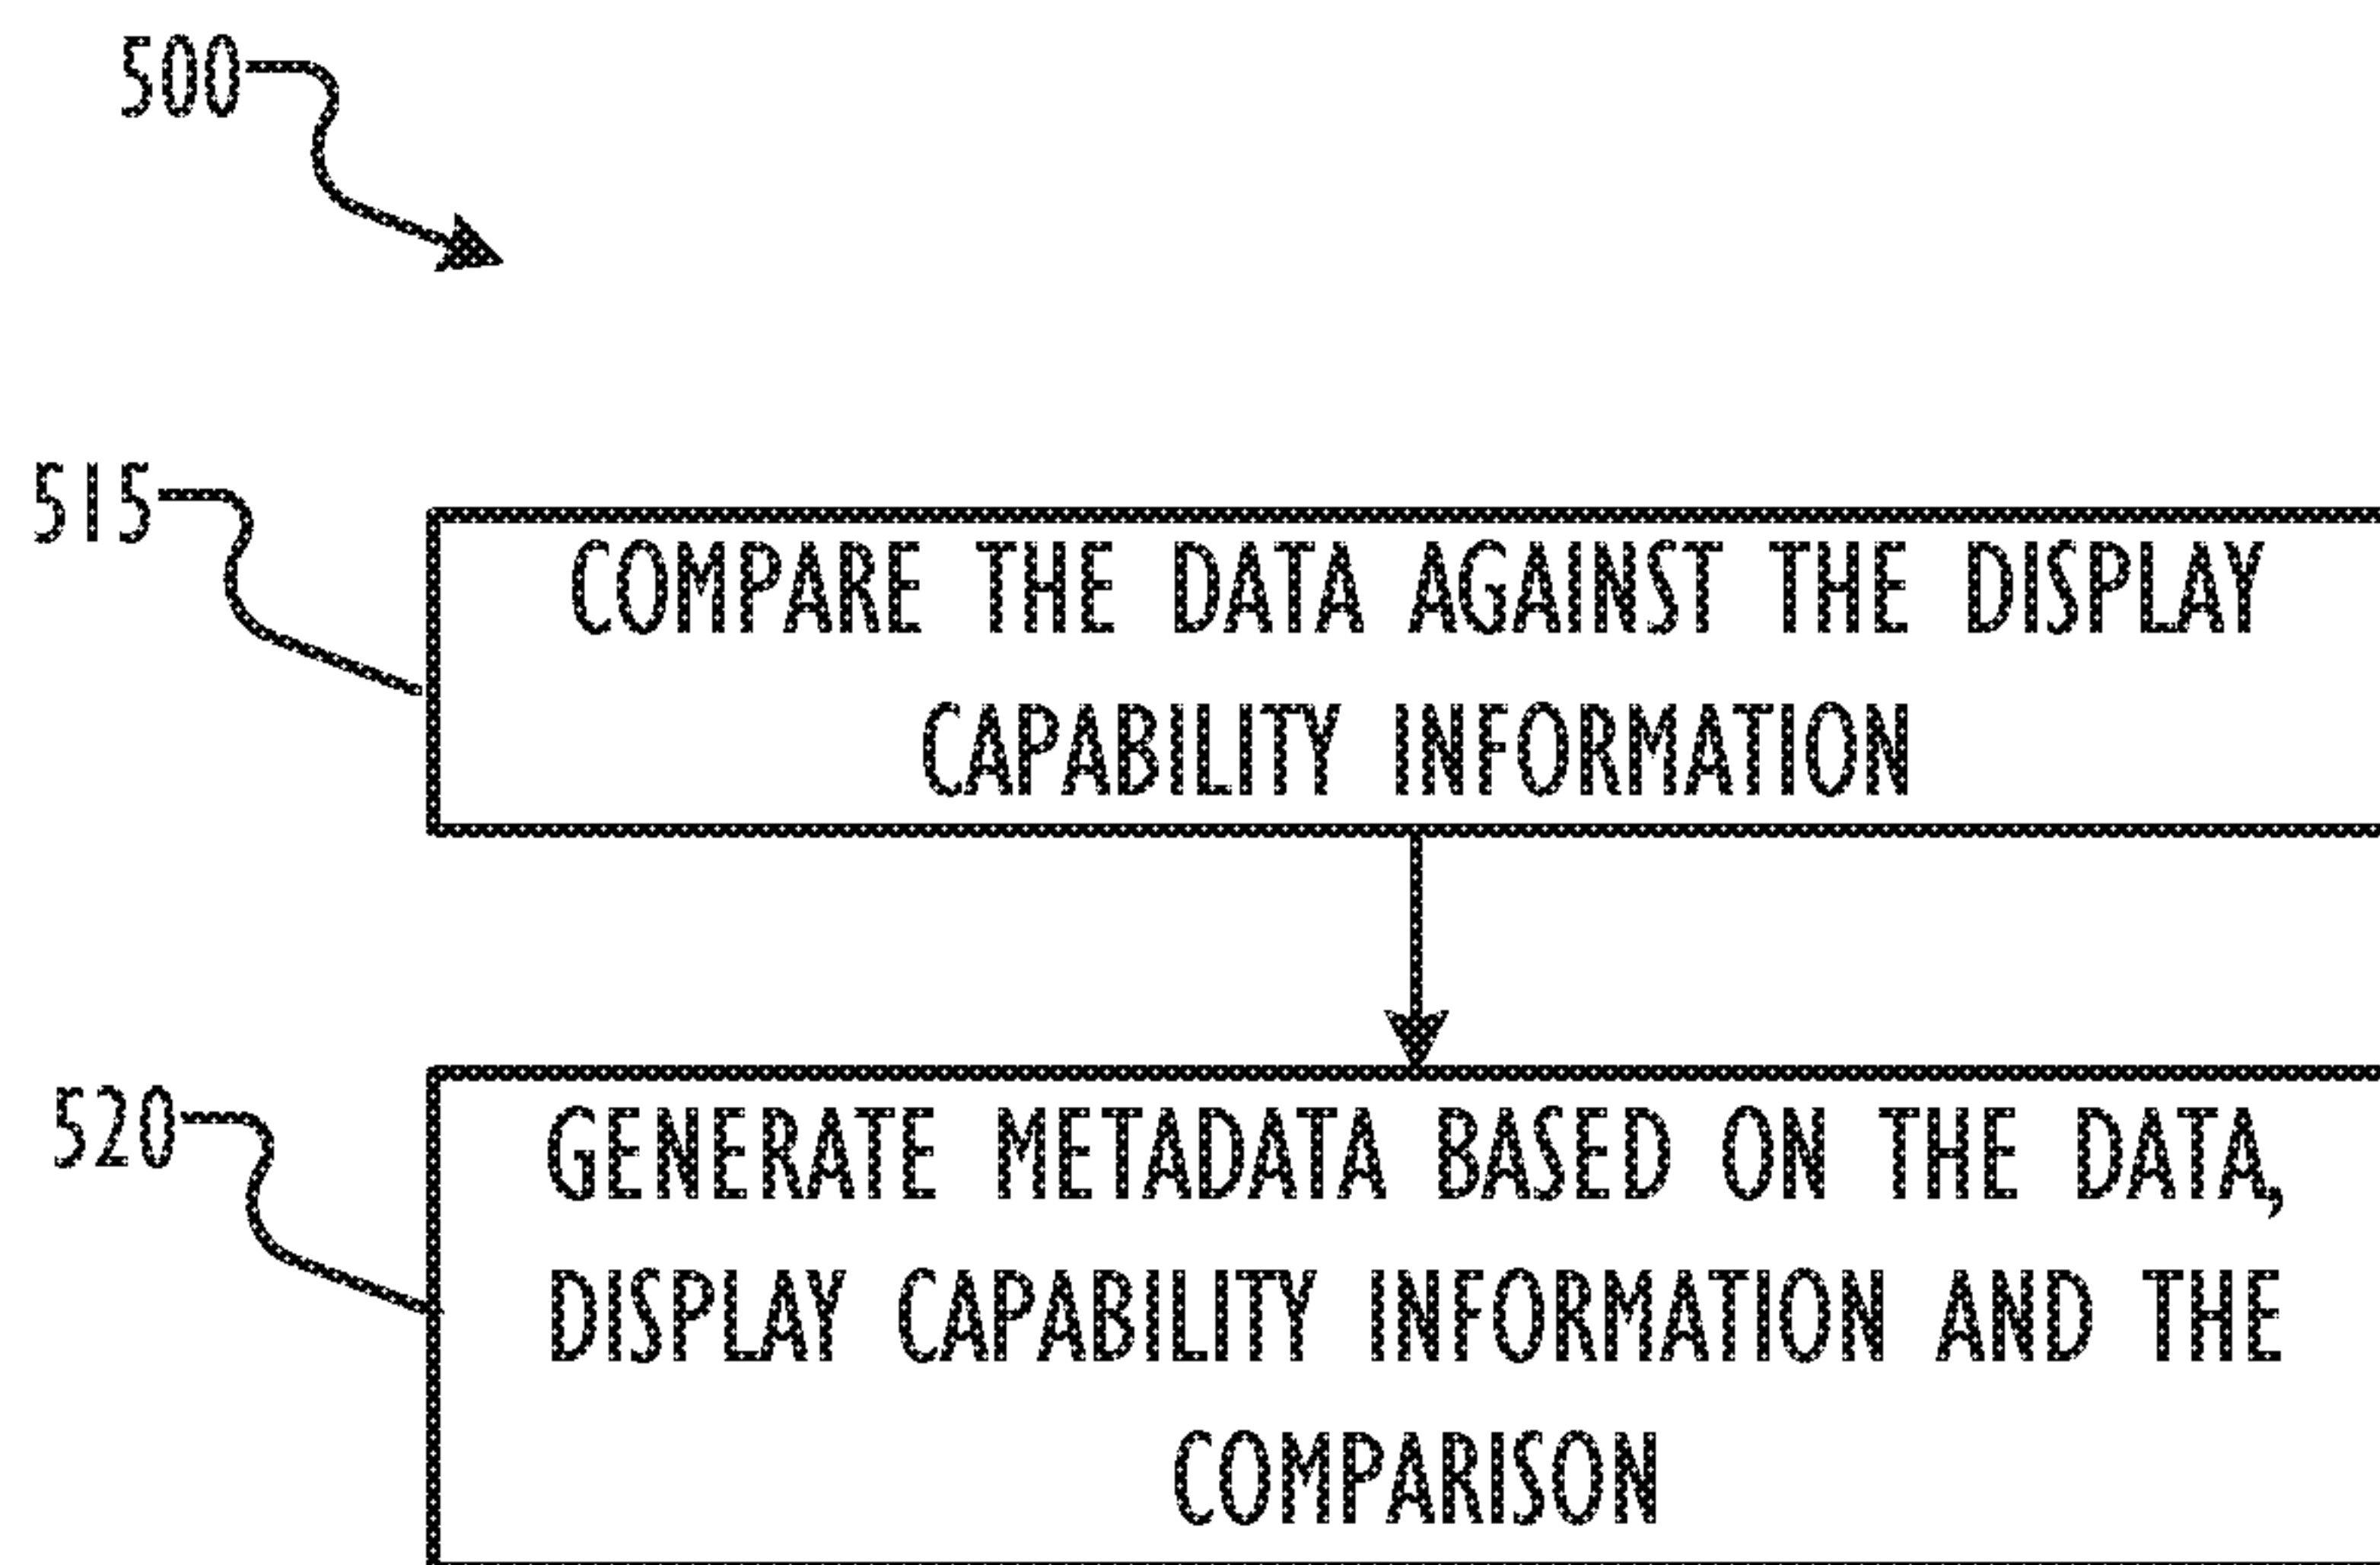 500
515
COMPARE THE DATA AGAINST THE DISPLAY
CAPABILITY INFORMATION
520
GENERATE METADATA BASED ON THE DATA,
DISPLAY CAPABILITY INFORMATION AND THE
COMPARISON